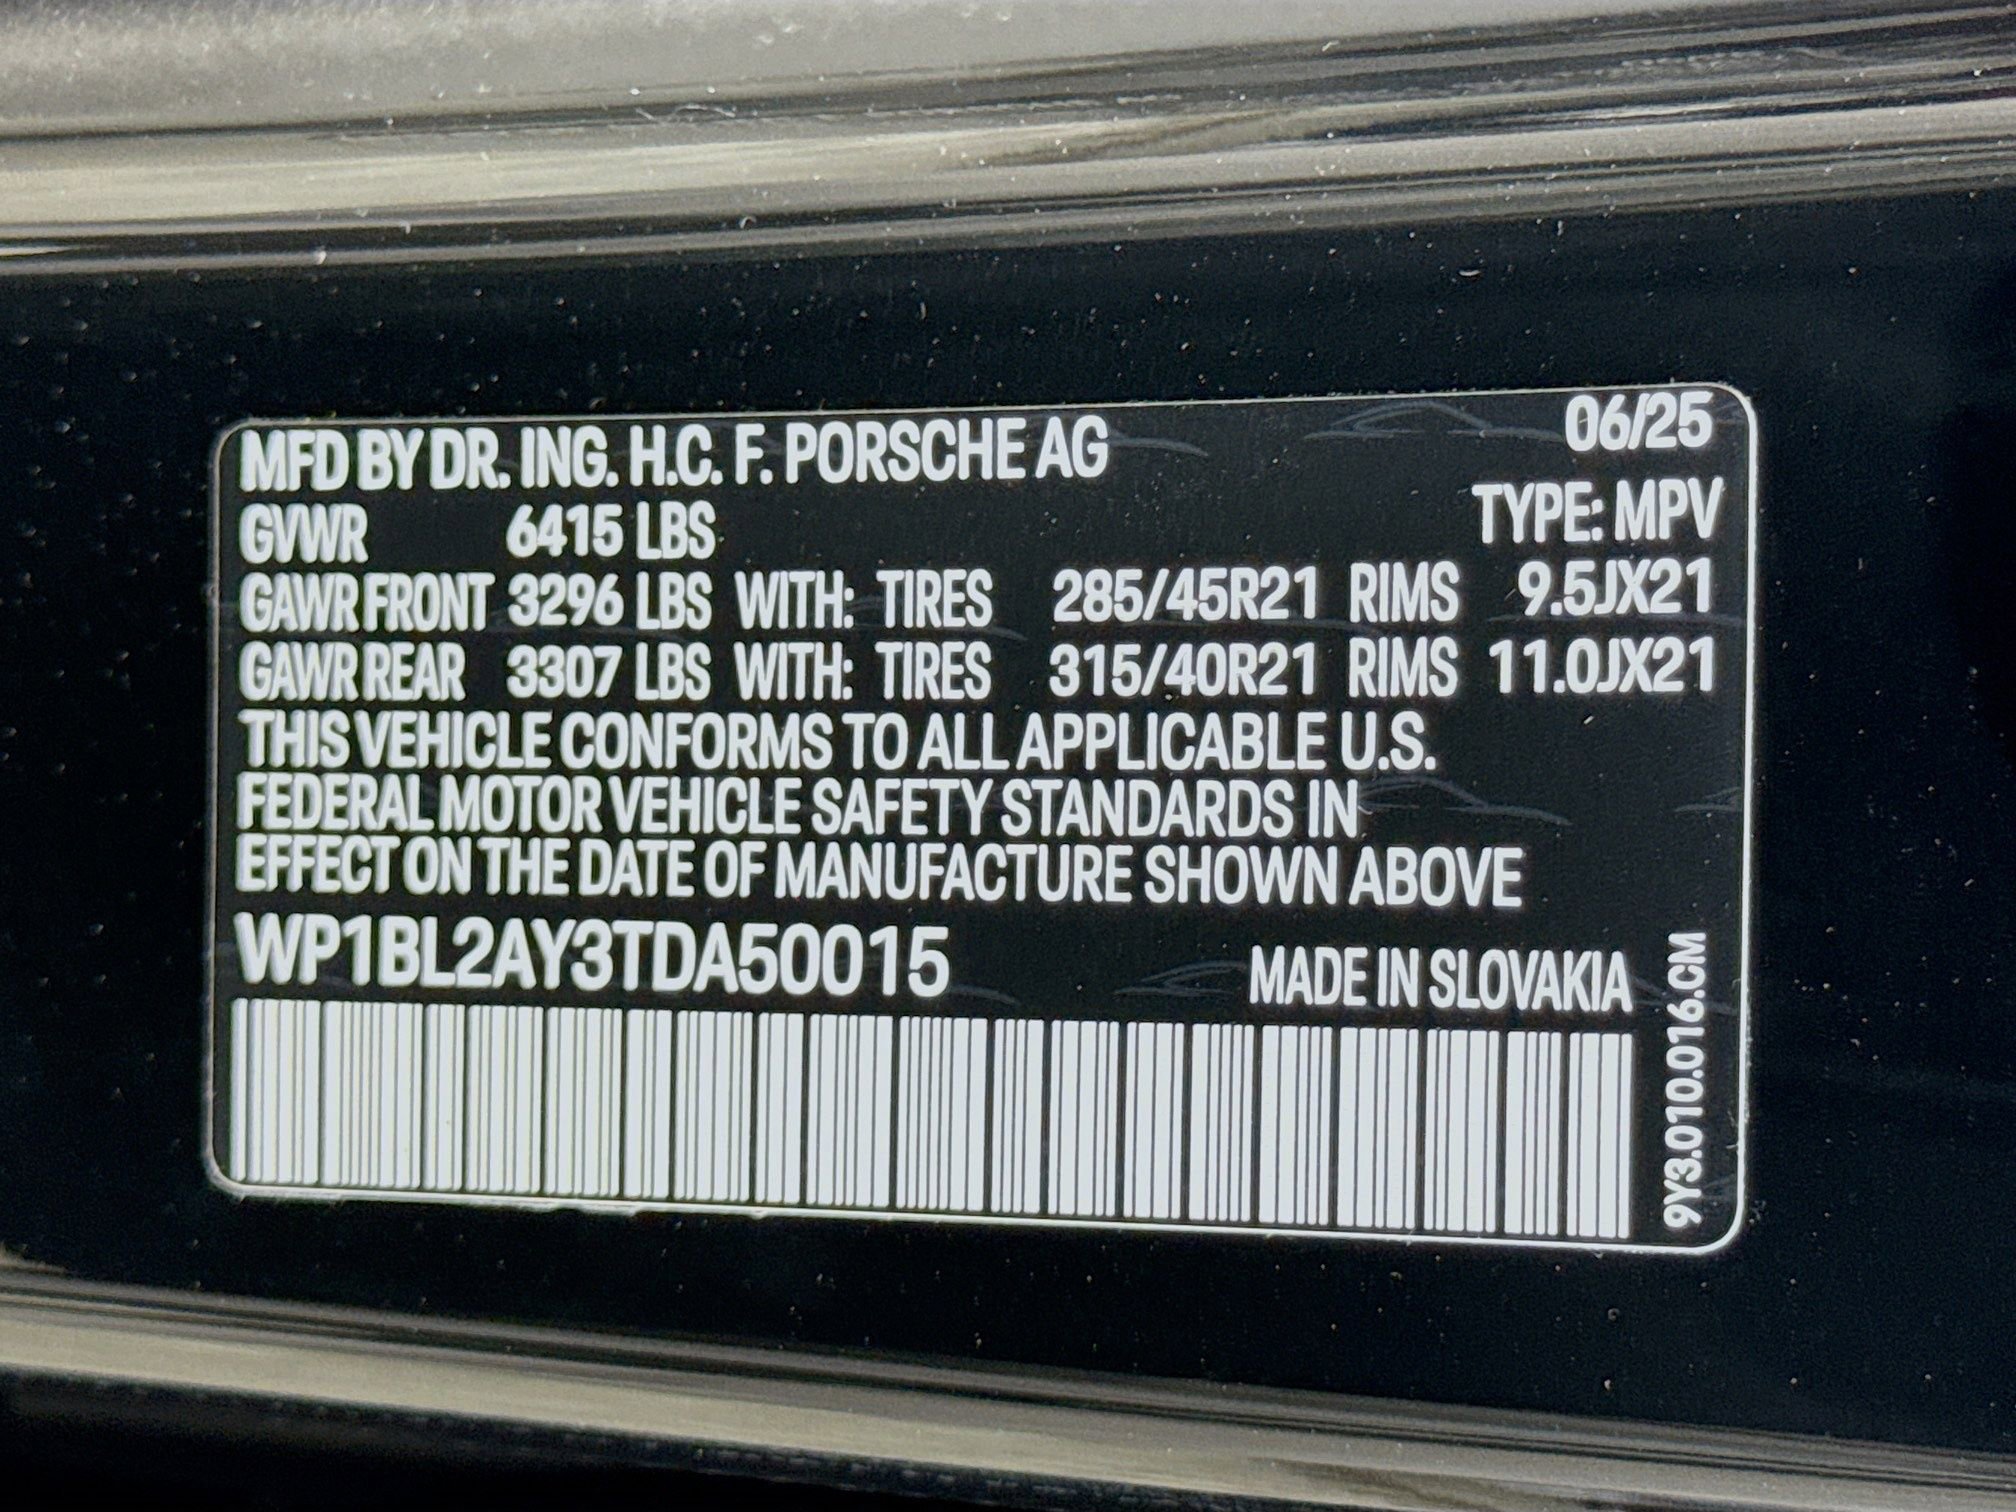 MFD BY DR. ING. H.C. F. PORSCHE AG 06/25
GVWR 6415 LBS TYPE: MPV
GAWR FRONT 3296 LBS WITH: TIRES 285/45R21 RIMS 9.5JX21
GAWR REAR 3307 LBS WITH: TIRES 315/40R21 RIMS 11.0JX21
THIS VEHICLE CONFORMS TO ALL APPLICABLE U.S.
FEDERAL MOTOR VEHICLE SAFETY STANDARDS IN
EFFECT ON THE DATE OF MANUFACTURE SHOWN ABOVE
WP1BL2AY3TDA50015 MADE IN SLOVAKIA
9Y3.010.016.CM